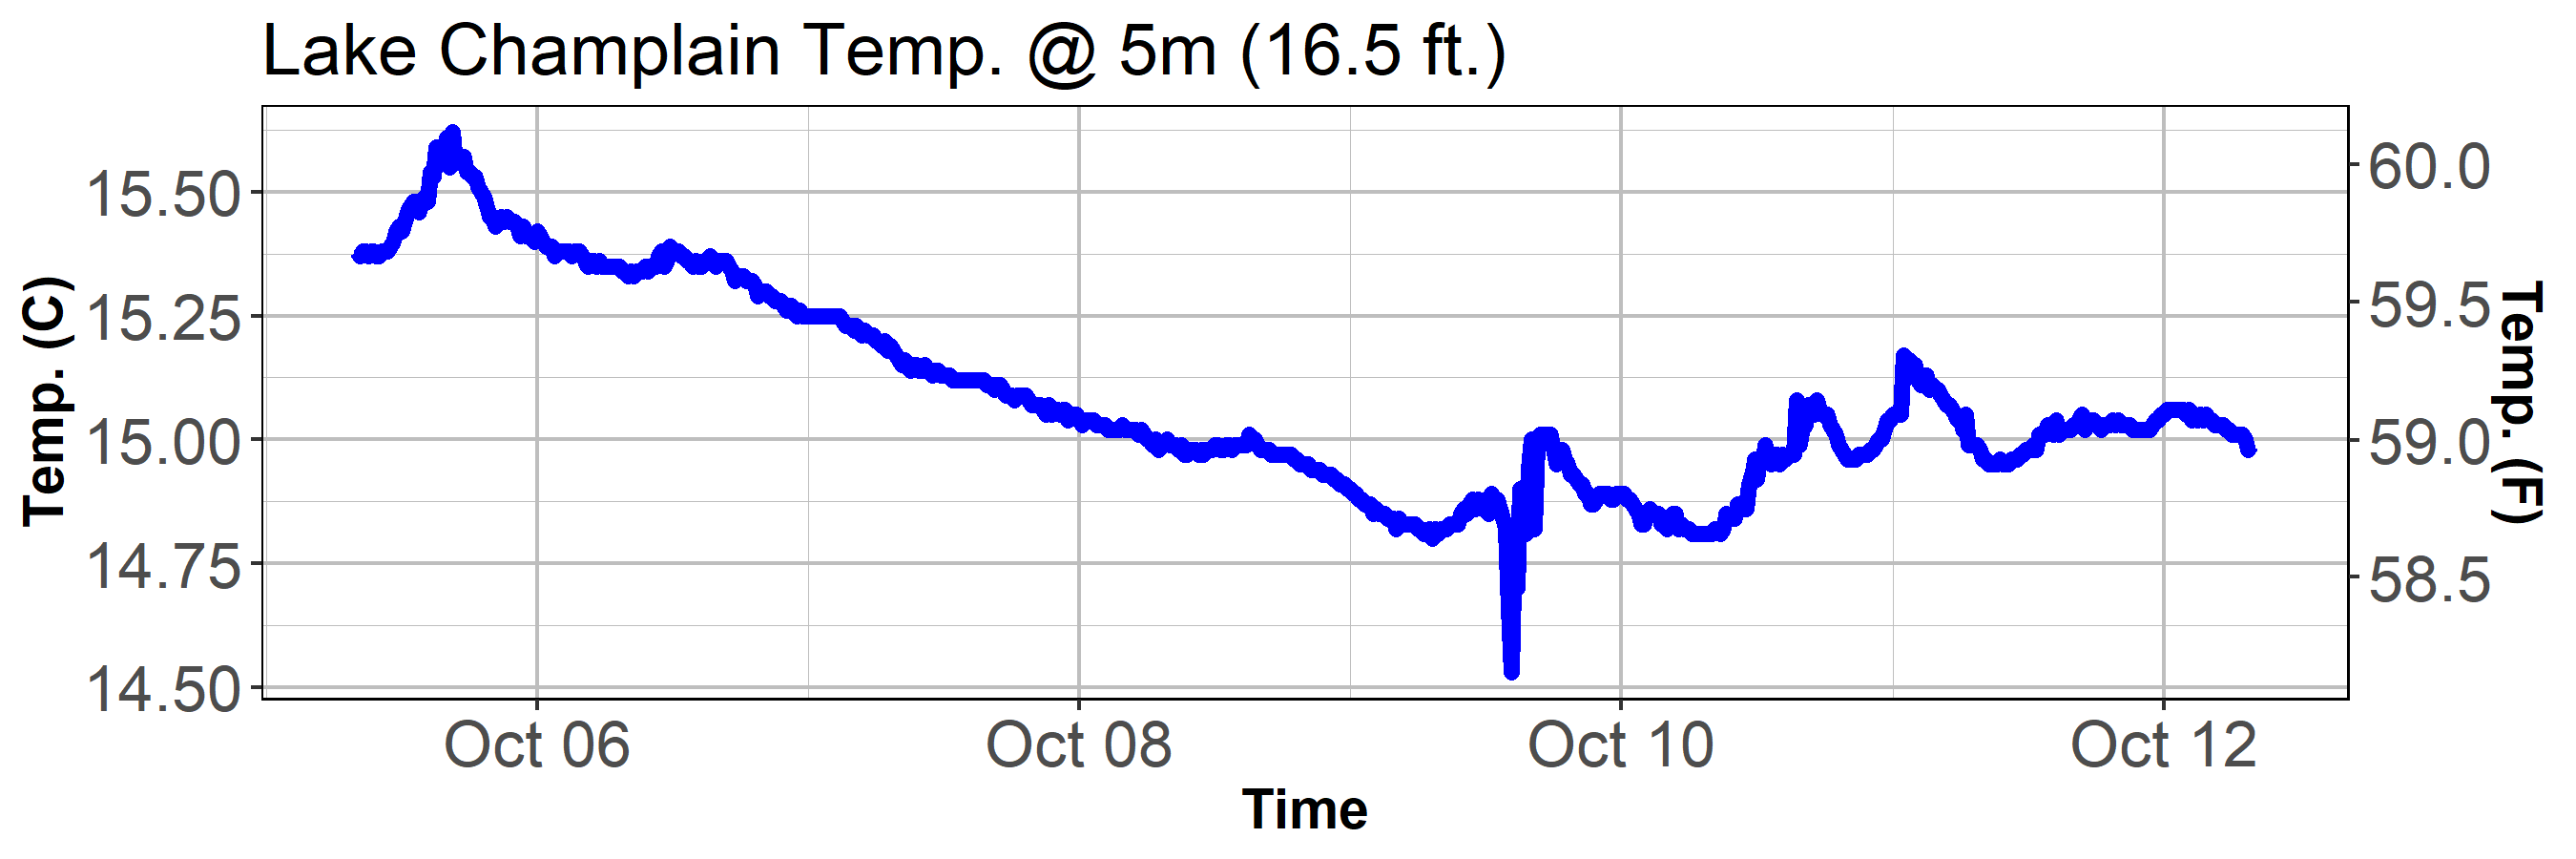 Lake Champlain Temp. @ 5m (16.5 ft.)
Temp. (C)
15.50
15.25
15.00
14.75
14.50
60.0
59.5
59.0
58.5
Temp. (F)
Oct 06
Oct 08
Oct 10
Oct 12
Time